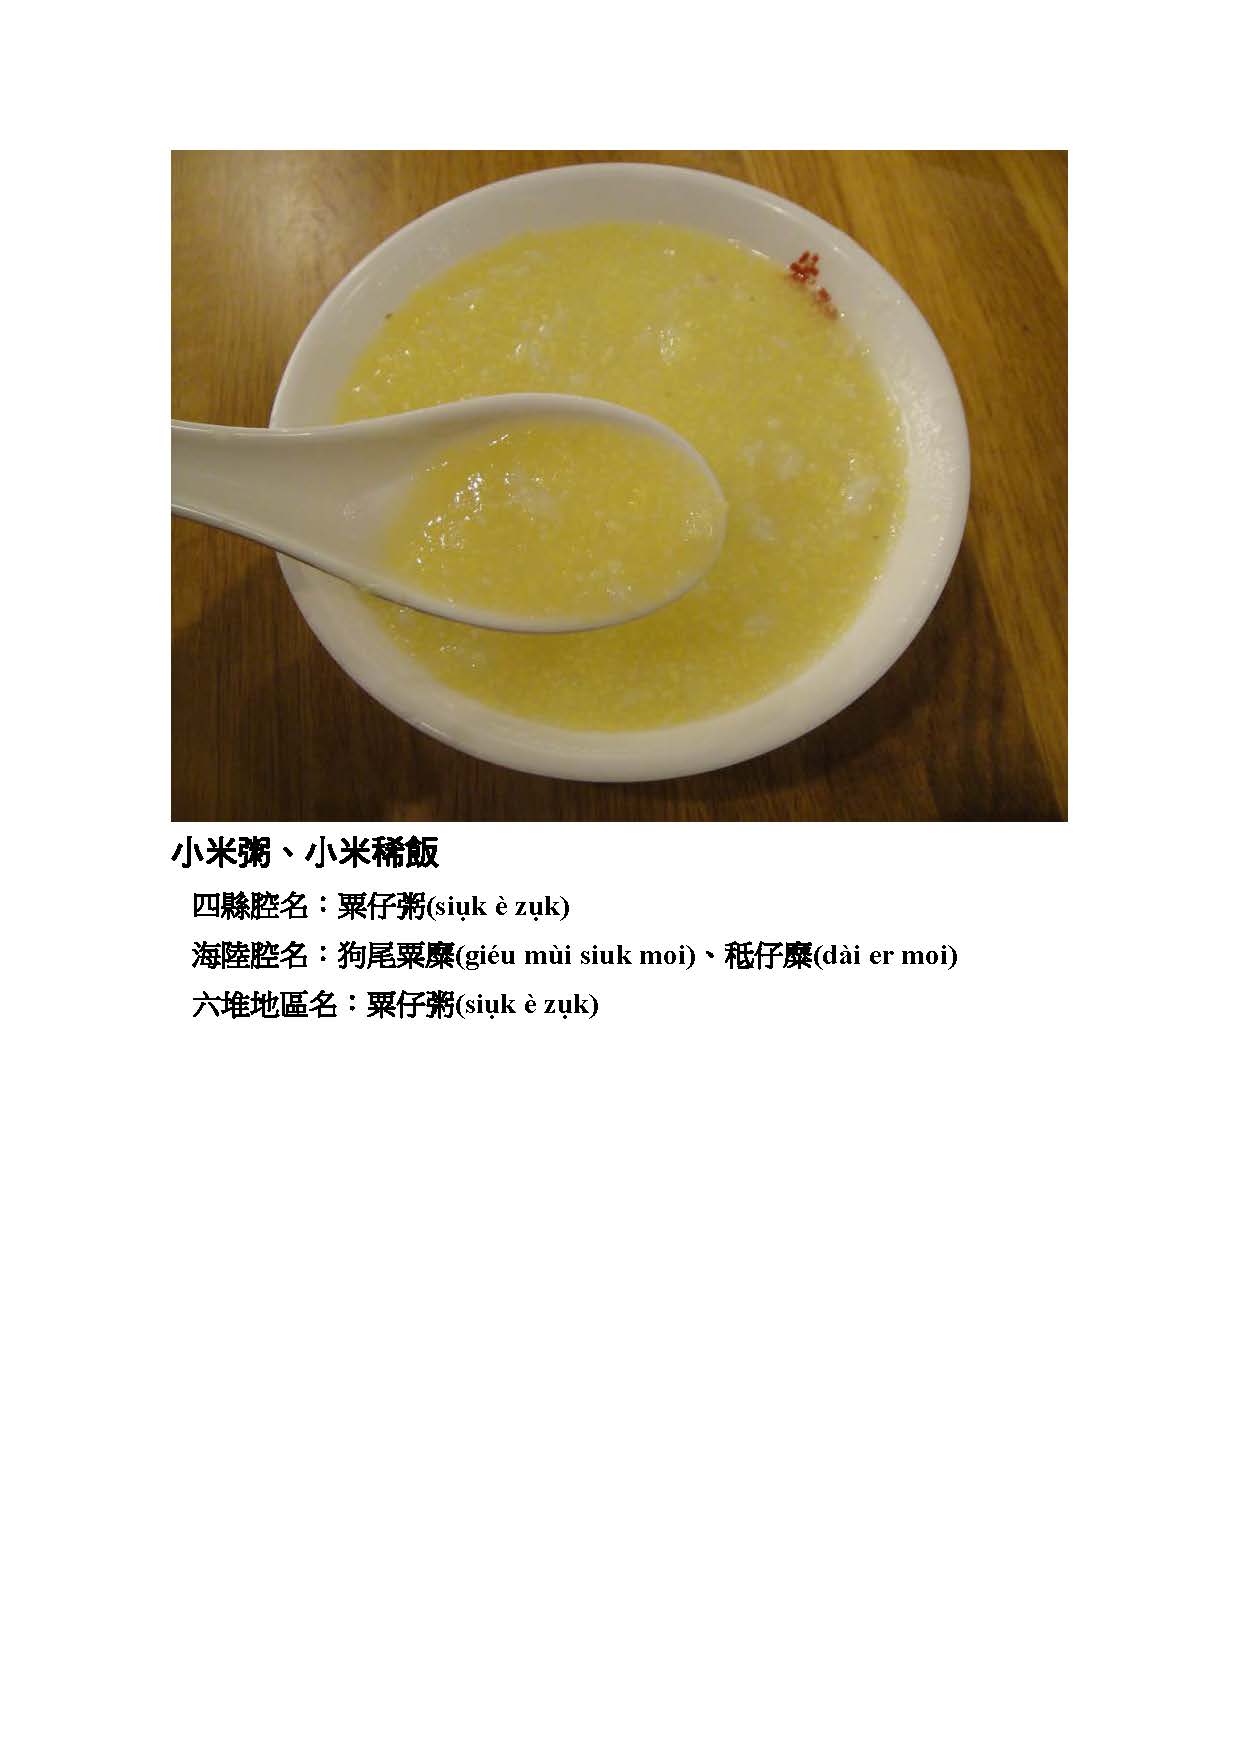 小米粥、小米稀飯
四縣腔名：粟仔粥(siụk è zụk)
海陸腔名：狗尾粟糜(giéu mùi siuk moi)、秪仔糜(dài er moi)
六堆地區名：粟仔粥(siụk è zụk)